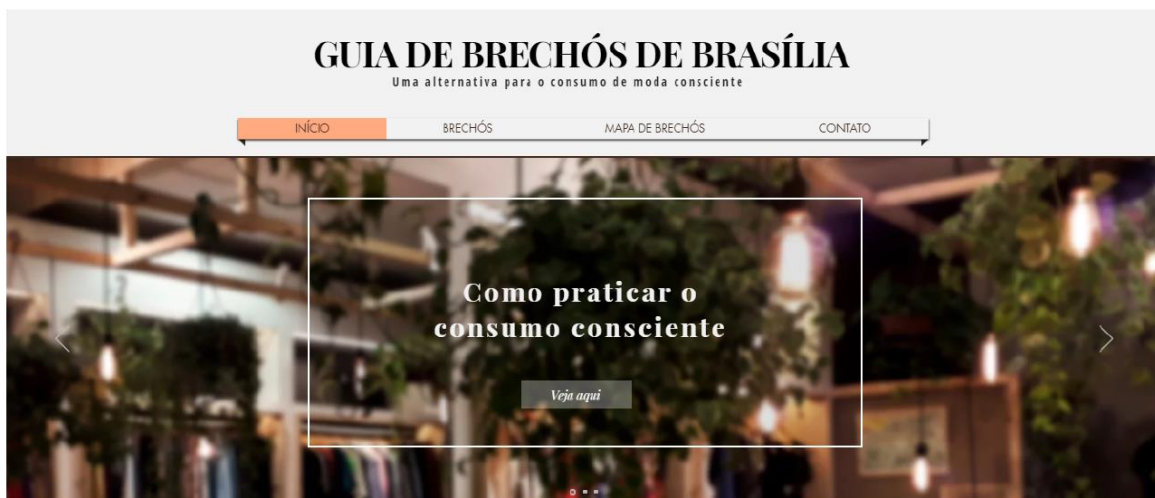 GUIA DE BRECHÓS DE BRASÍLIA
Uma alternativa para o consumo de moda consciente
INÍCIO
BRECHÓS
MAPA DE BRECHÓS
CONTATO
Como praticar o
consumo consciente
Veja aqui